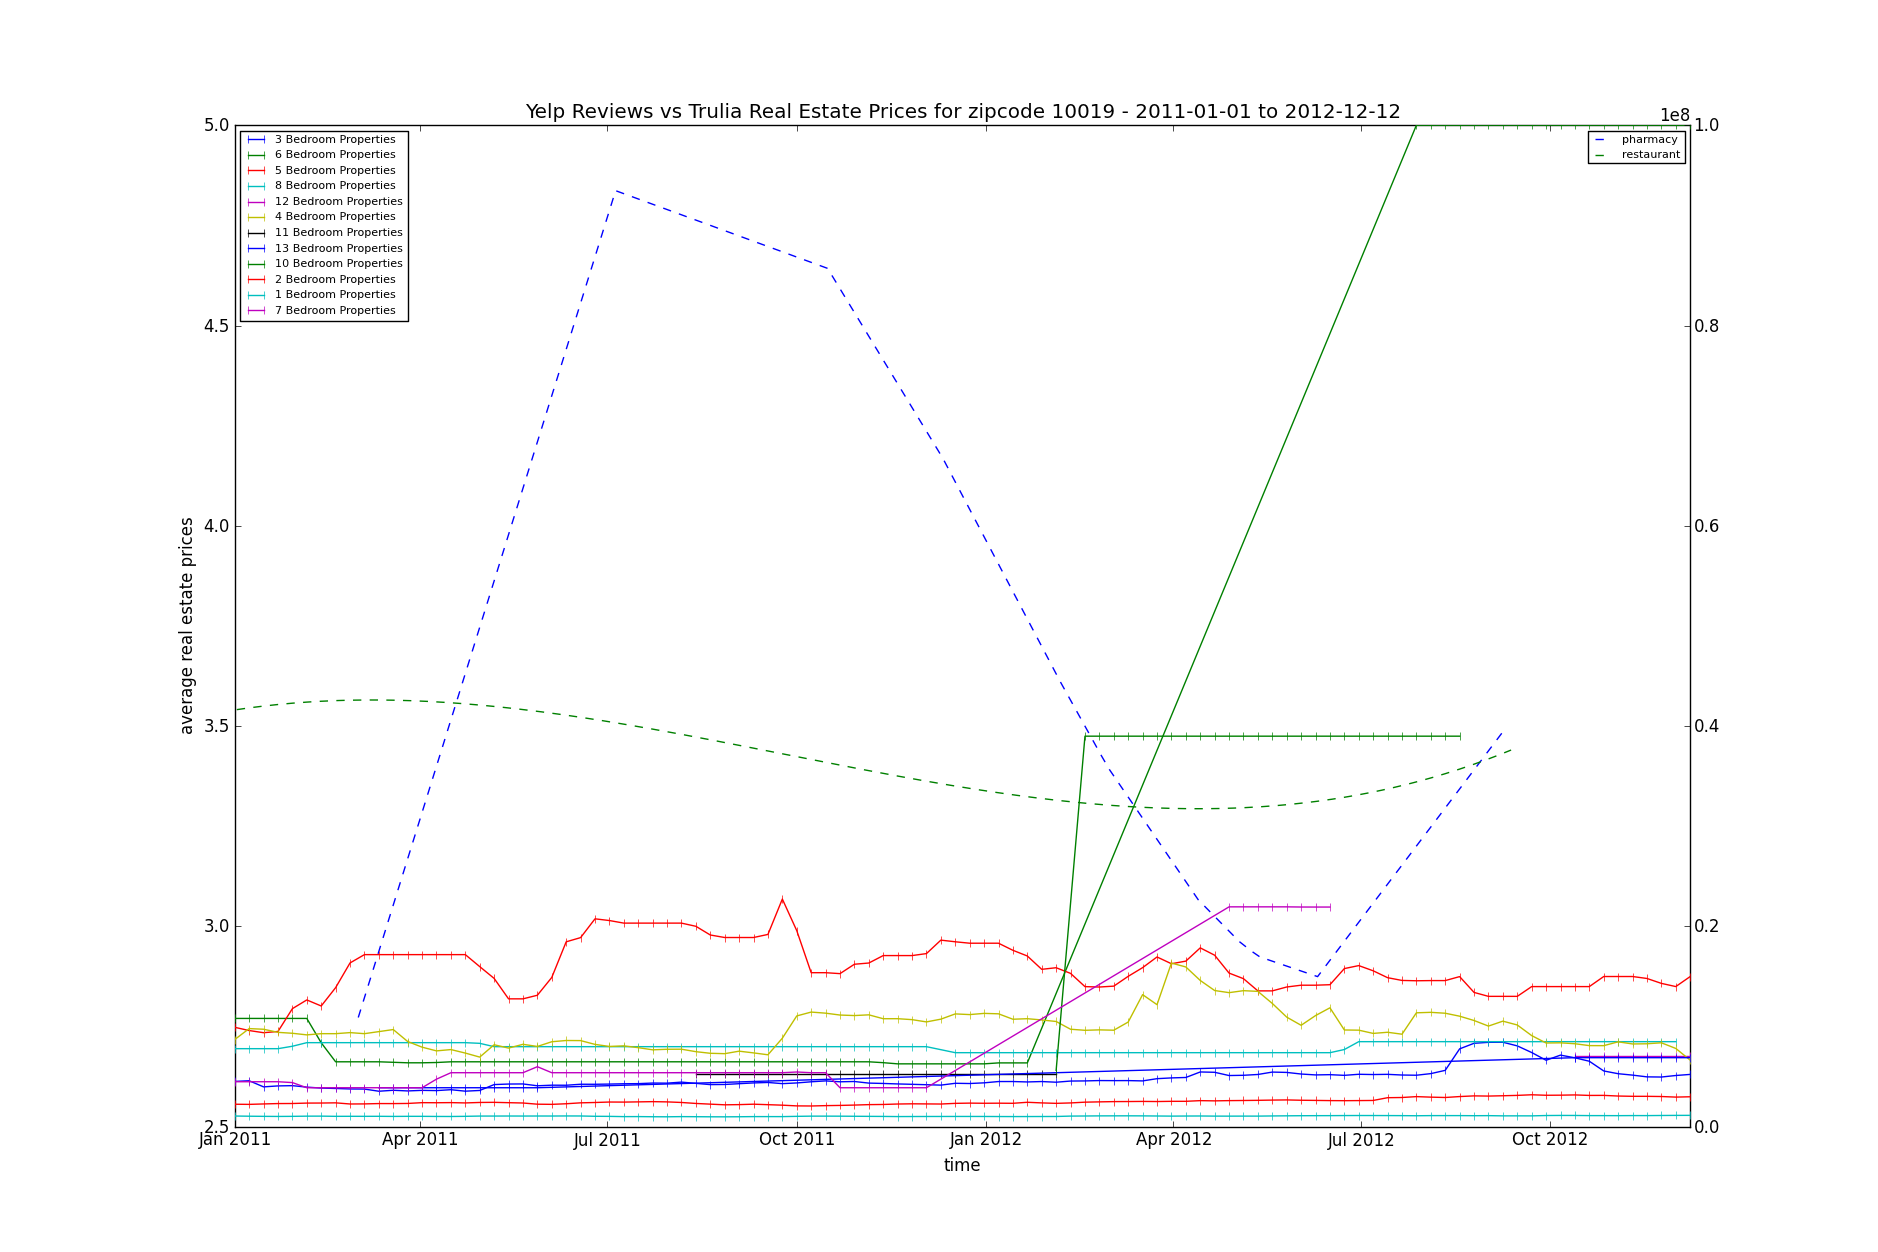 Yelp Reviews vs Trulia Real Estate Prices for zipcode 10019 - 2011-01-01 to 2012-12-12
1e8
5.0
4.5
4.0
3.5
3.0
2.5
average real estate prices
3 Bedroom Properties
6 Bedroom Properties
5 Bedroom Properties
8 Bedroom Properties
12 Bedroom Properties
4 Bedroom Properties
11 Bedroom Properties
13 Bedroom Properties
10 Bedroom Properties
2 Bedroom Properties
1 Bedroom Properties
7 Bedroom Properties
pharmacy
restaurant
1.0
0.8
0.6
0.4
0.2
0.0
Jan 2011
Apr 2011
Jul 2011
Oct 2011
Jan 2012
Apr 2012
Jul 2012
Oct 2012
time